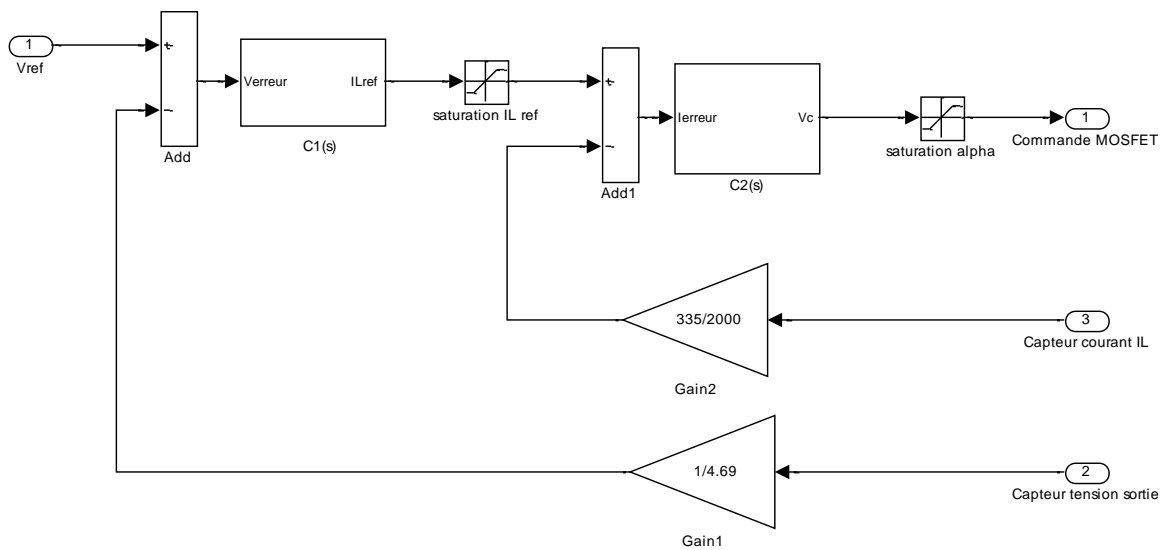 1
Vref
+
-
Add
Verreur
ILref
C1(s)
saturation IL ref
+
-
Add1
Ierreur
Vc
C2(s)
saturation alpha
1
Commande MOSFET
335/2000
Gain2
3
Capteur courant IL
1/4.69
Gain1
2
Capteur tension sortie